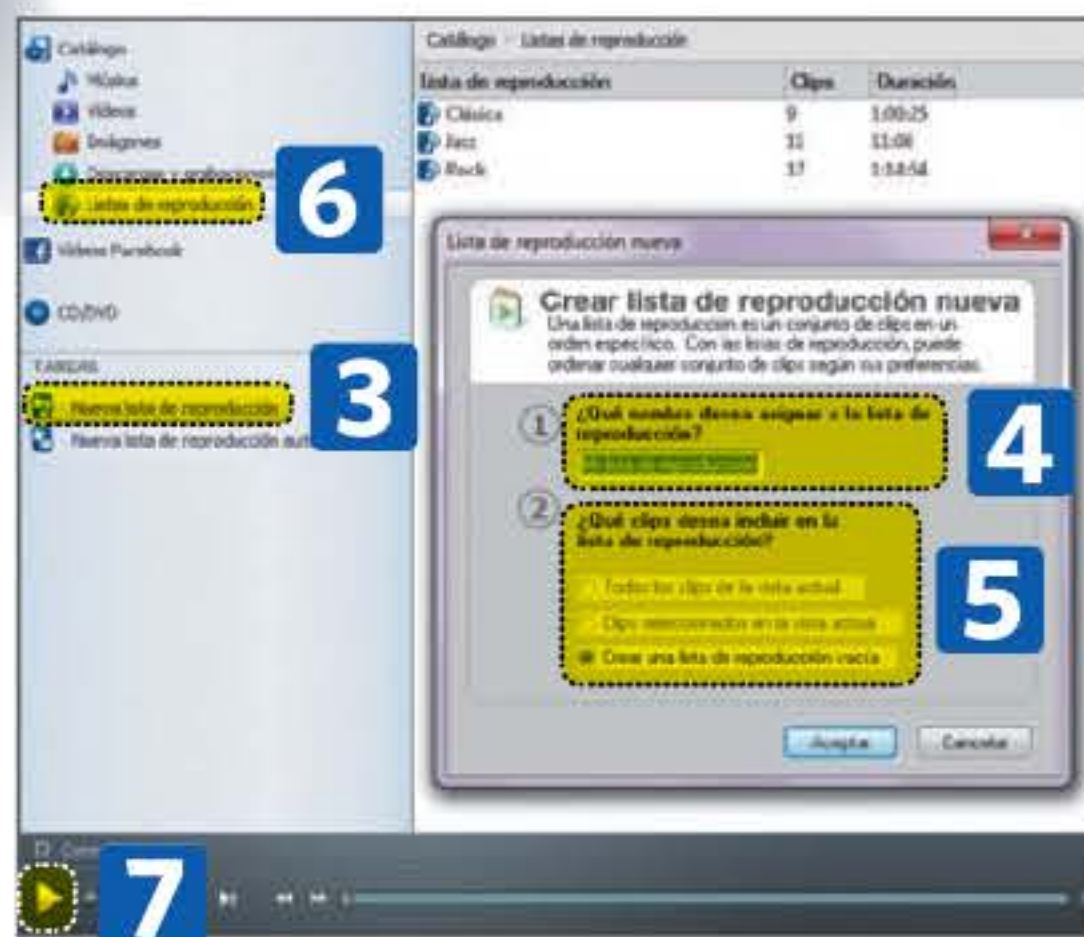 Catálogo
Música
Vídeos
Imágenes
Descargas y grabaciones
Listas de reproducción
6
Vídeos Facebook
CD/DVD
TAREAS
Nueva lista de reproducción
3
Nueva lista de reproducción aut
Catálogo Listas de reproducción
Lista de reproducción Clips Duración
Clásica 9 1:00:25
Jazz 11
Rock 17
Lista de reproducción nueva
Crear lista de reproducción nueva
Una lista de reproducción es un conjunto de clips en un
orden específico. Con las listas de reproducción, puede
ordenar cualquier conjunto de clips según sus preferencias.
1 ¿Qué nombre desea asignar a la lista de
reproducción?
4
2 ¿Qué clips desea incluir en la
lista de reproducción?
Todos los clips de la vista actual
Clips seleccionados en la vista actual
Crear una lista de reproducción vacía
5
Aceptar Cancelar
7